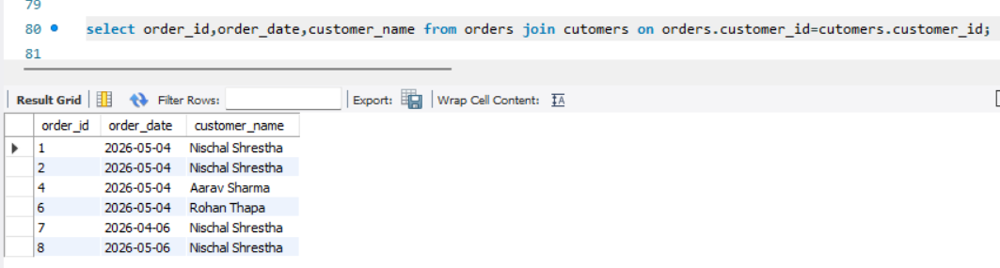 79
80 select order_id,order_date,customer_name from orders join cutomers on orders.customer_id=cutomers.customer_id;
81
Result Grid Filter Rows: Export: Wrap Cell Content: IA
order_id order_date customer_name
1 2026-05-04 Nischal Shrestha
2 2026-05-04 Nischal Shrestha
4 2026-05-04 Aarav Sharma
6 2026-05-04 Rohan Thapa
7 2026-04-06 Nischal Shrestha
8 2026-05-06 Nischal Shrestha